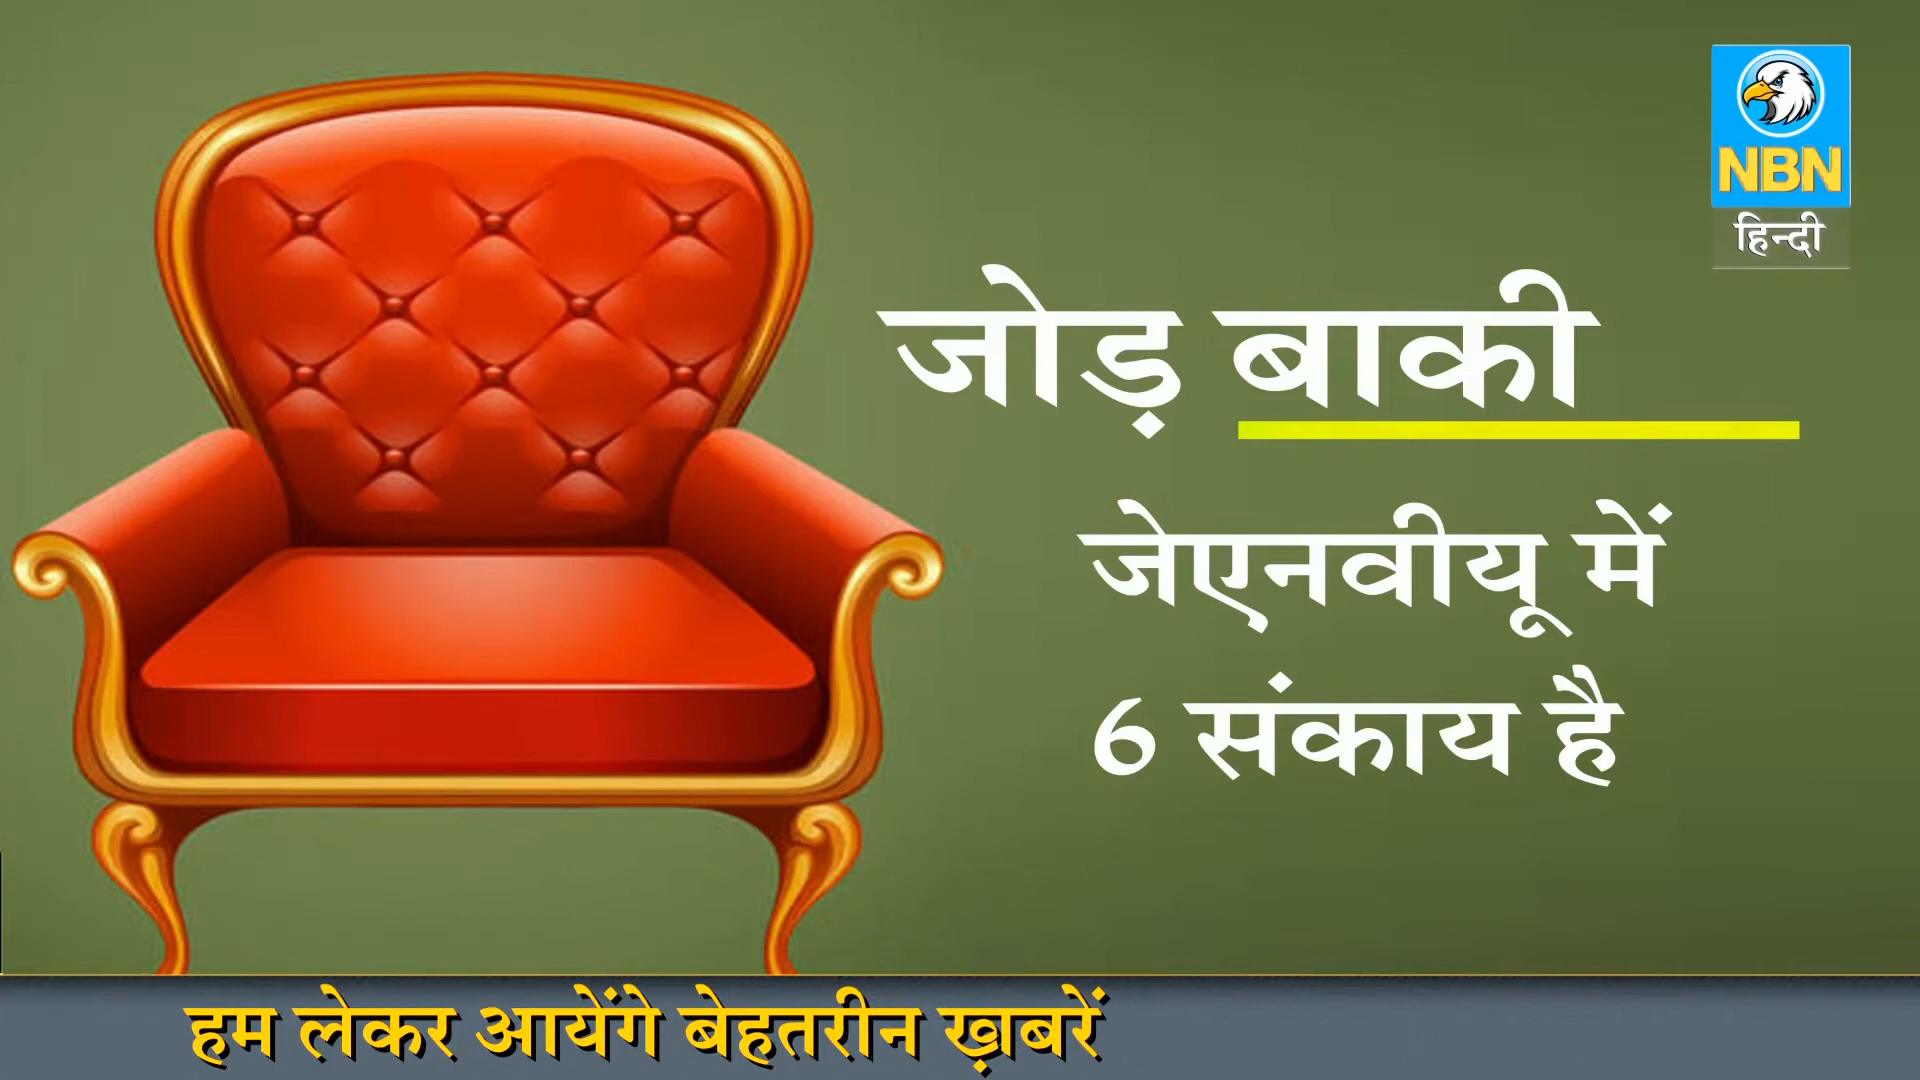 NBN
हिन्दी
जोड़ बाकी
जेएनवीयू में
6 संकाय है
हम लेकर आयेंगे बेहतरीन ख़बरें